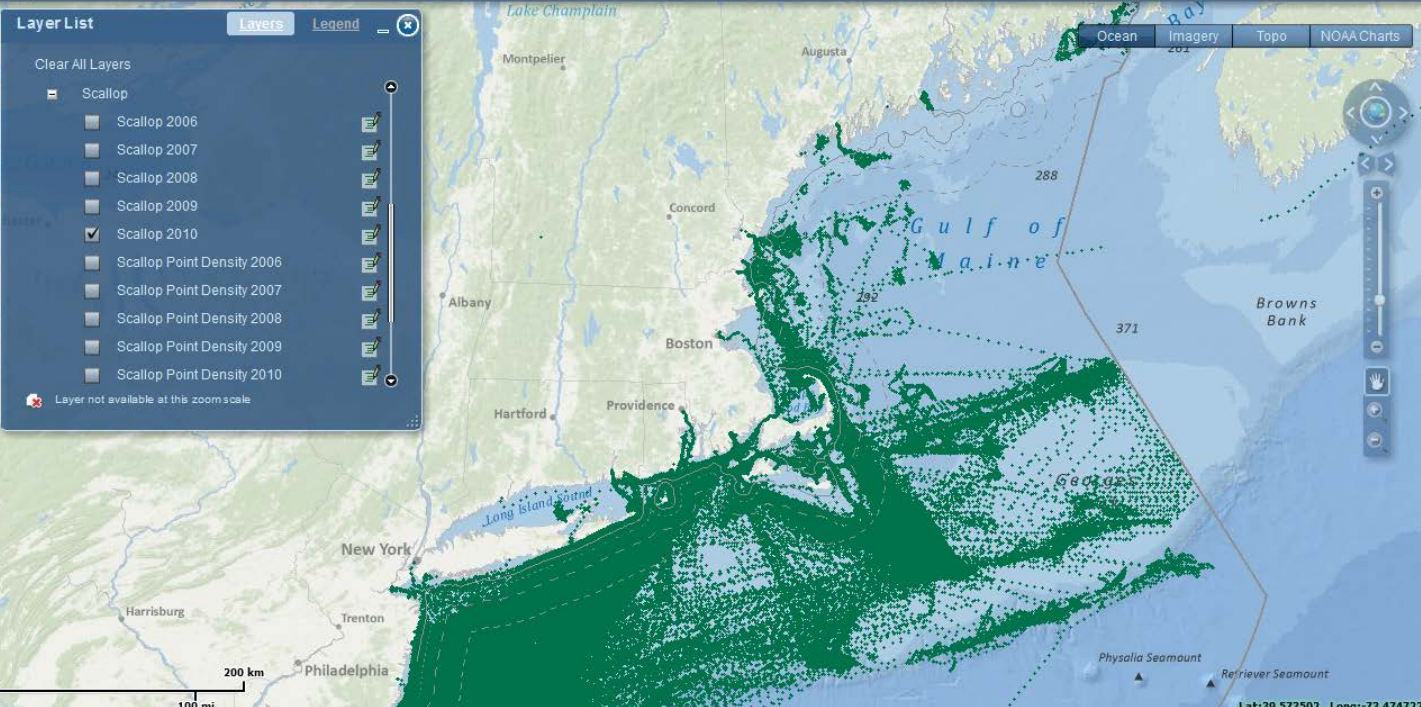 Layer List
Layers
Legend
Clear All Layers
Scallop
Scallop 2006
Scallop 2007
Scallop 2008
Scallop 2009
Scallop 2010
Scallop Point Density 2006
Scallop Point Density 2007
Scallop Point Density 2008
Scallop Point Density 2009
Scallop Point Density 2010
Layer not available at this zoom scale
Lake Champlain
Bay
Ocean
Imagery
Topo
NOAA Charts
Montpelier
Augusta
288
Concord
Gulf of
Maine
292
Albany
Browns
Bank
371
Boston
Hartford
Providence
Georges
Long Island Sound
New York
Harrisburg
Trenton
Philadelphia
Physalia Seamount
Retriever Seamount
200 km
100 mi